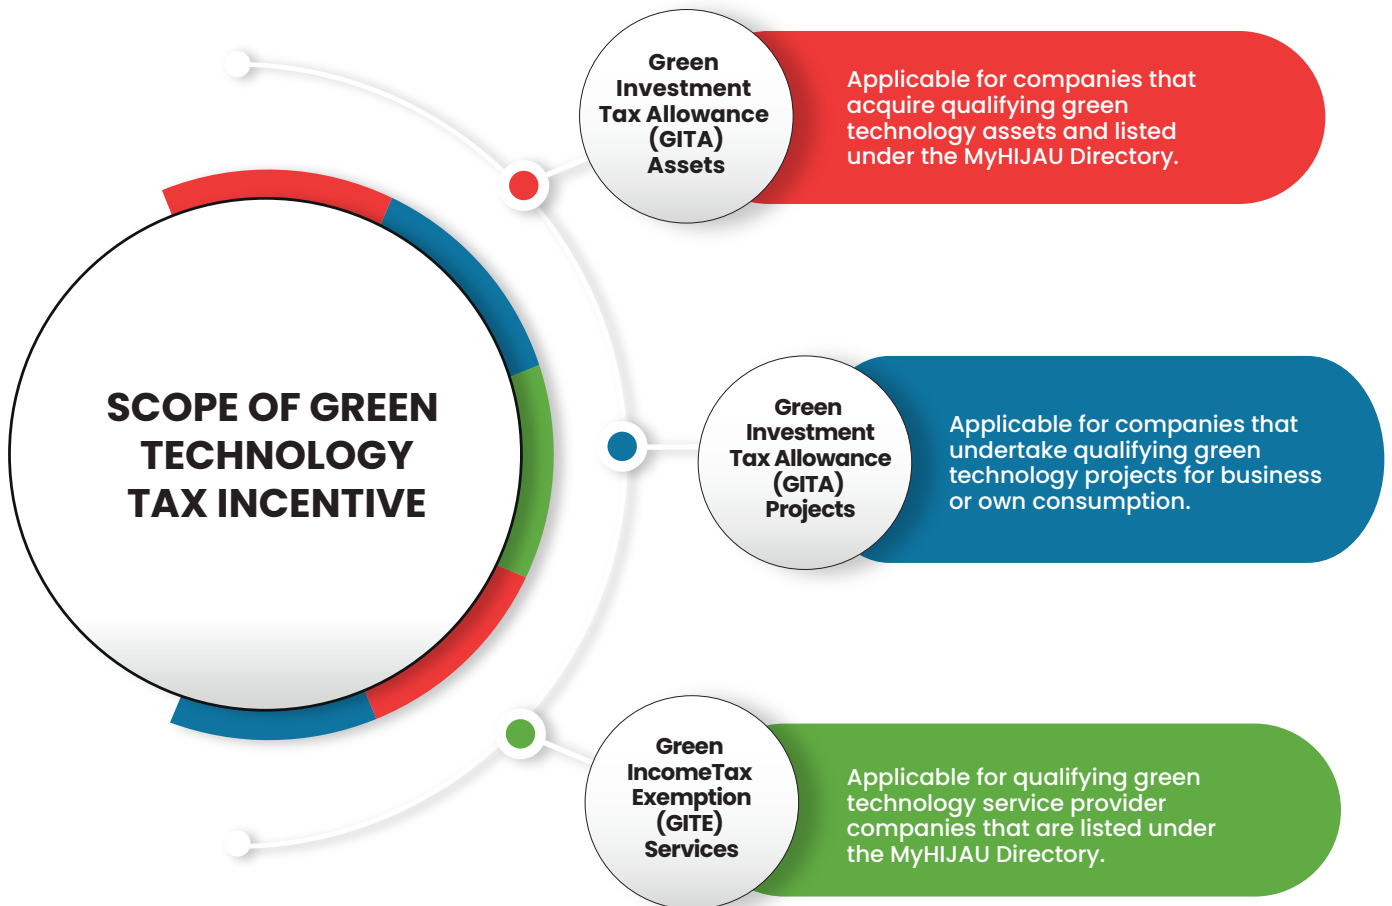 SCOPE OF GREEN
TECHNOLOGY
TAX INCENTIVE
Green
Investment
Tax Allowance
(GITA)
Assets
Applicable for companies that
acquire qualifying green
technology assets and listed
under the MyHIJAU Directory.
Green
Investment
Tax Allowance
(GITA)
Projects
Applicable for companies that
undertake qualifying green
technology projects for business
or own consumption.
Green
IncomeTax
Exemption
(GITE)
Services
Applicable for qualifying green
technology service provider
companies that are listed under
the MyHIJAU Directory.